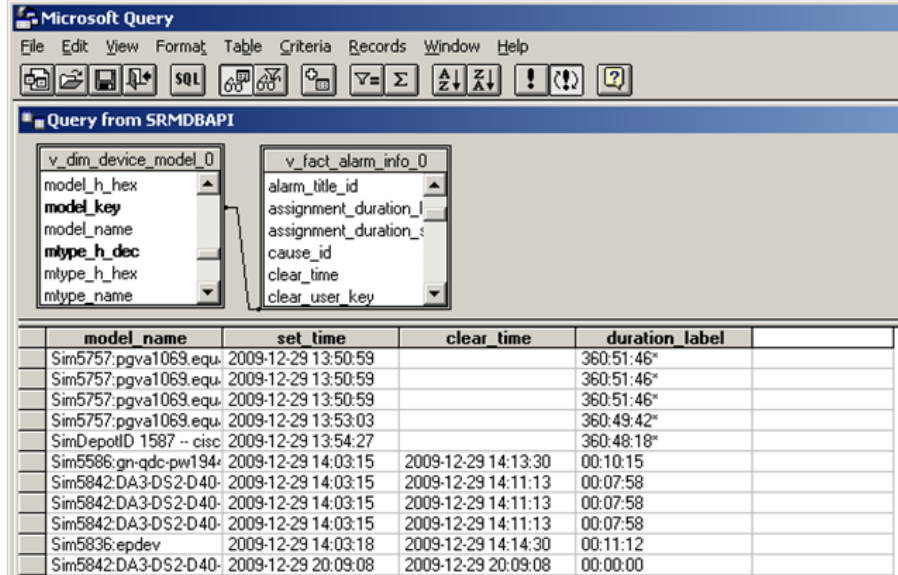 Microsoft Query
File Edit View Format Table Criteria Records Window Help
SQL
Query from SRMDBAPI
v_dim_device_model_0
model_h_hex
model_key
model_name
mtype_h_dec
mtype_h_hex
mtype_name
v_fact_alarm_info_0
alarm_title_id
assignment_duration_l
assignment_duration_s
cause_id
clear_time
clear_user_key
model_name set_time clear_time duration_label
Sim5757:pgva1069.equ 2009-12-29 13:50:59 360:51:46*
Sim5757:pgva1069.equ 2009-12-29 13:50:59 360:51:46*
Sim5757:pgva1069.equ 2009-12-29 13:50:59 360:51:46*
Sim5757:pgva1069.equ 2009-12-29 13:53:03 360:49:42*
SimDepotID 1587 -- cisc 2009-12-29 13:54:27 360:48:18*
Sim5586:gn-qdc-pw194 2009-12-29 14:03:15 2009-12-29 14:13:30 00:10:15
Sim5842:DA3-DS2-D40- 2009-12-29 14:03:15 2009-12-29 14:11:13 00:07:58
Sim5842:DA3-DS2-D40- 2009-12-29 14:03:15 2009-12-29 14:11:13 00:07:58
Sim5842:DA3-DS2-D40- 2009-12-29 14:03:15 2009-12-29 14:11:13 00:07:58
Sim5836:epdev 2009-12-29 14:03:18 2009-12-29 14:14:30 00:11:12
Sim5842:DA3-DS2-D40- 2009-12-29 20:09:08 2009-12-29 20:09:08 00:00:00